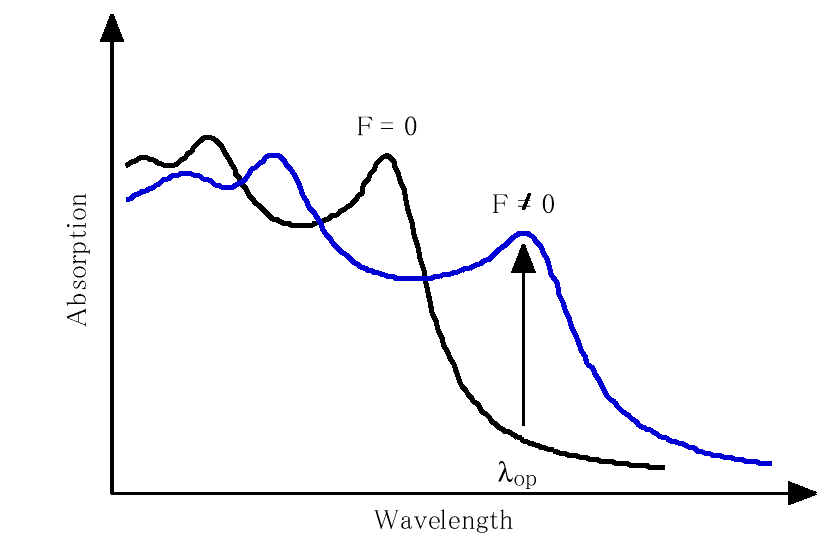 F = 0
F ≠ 0
Absorption
λop
Wavelength